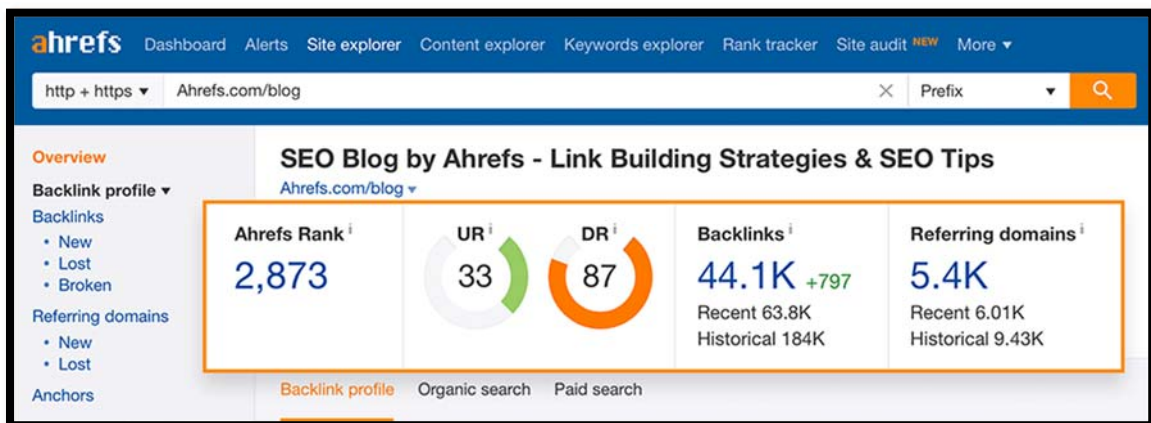 ahrefs Dashboard Alerts Site explorer Content explorer Keywords explorer Rank tracker Site audit NEW More ▾
http + https ▾ Ahrefs.com/blog × Prefix ▾
Overview
SEO Blog by Ahrefs - Link Building Strategies & SEO Tips
Ahrefs.com/blog ▾
Backlink profile ▾
Backlinks
• New
• Lost
• Broken
Referring domains
• New
• Lost
Anchors
Ahrefs Rank i
2,873
UR i
33
DR i
87
Backlinks i
44.1K +797
Recent 63.8K
Historical 184K
Referring domains i
5.4K
Recent 6.01K
Historical 9.43K
Backlink profile Organic search Paid search